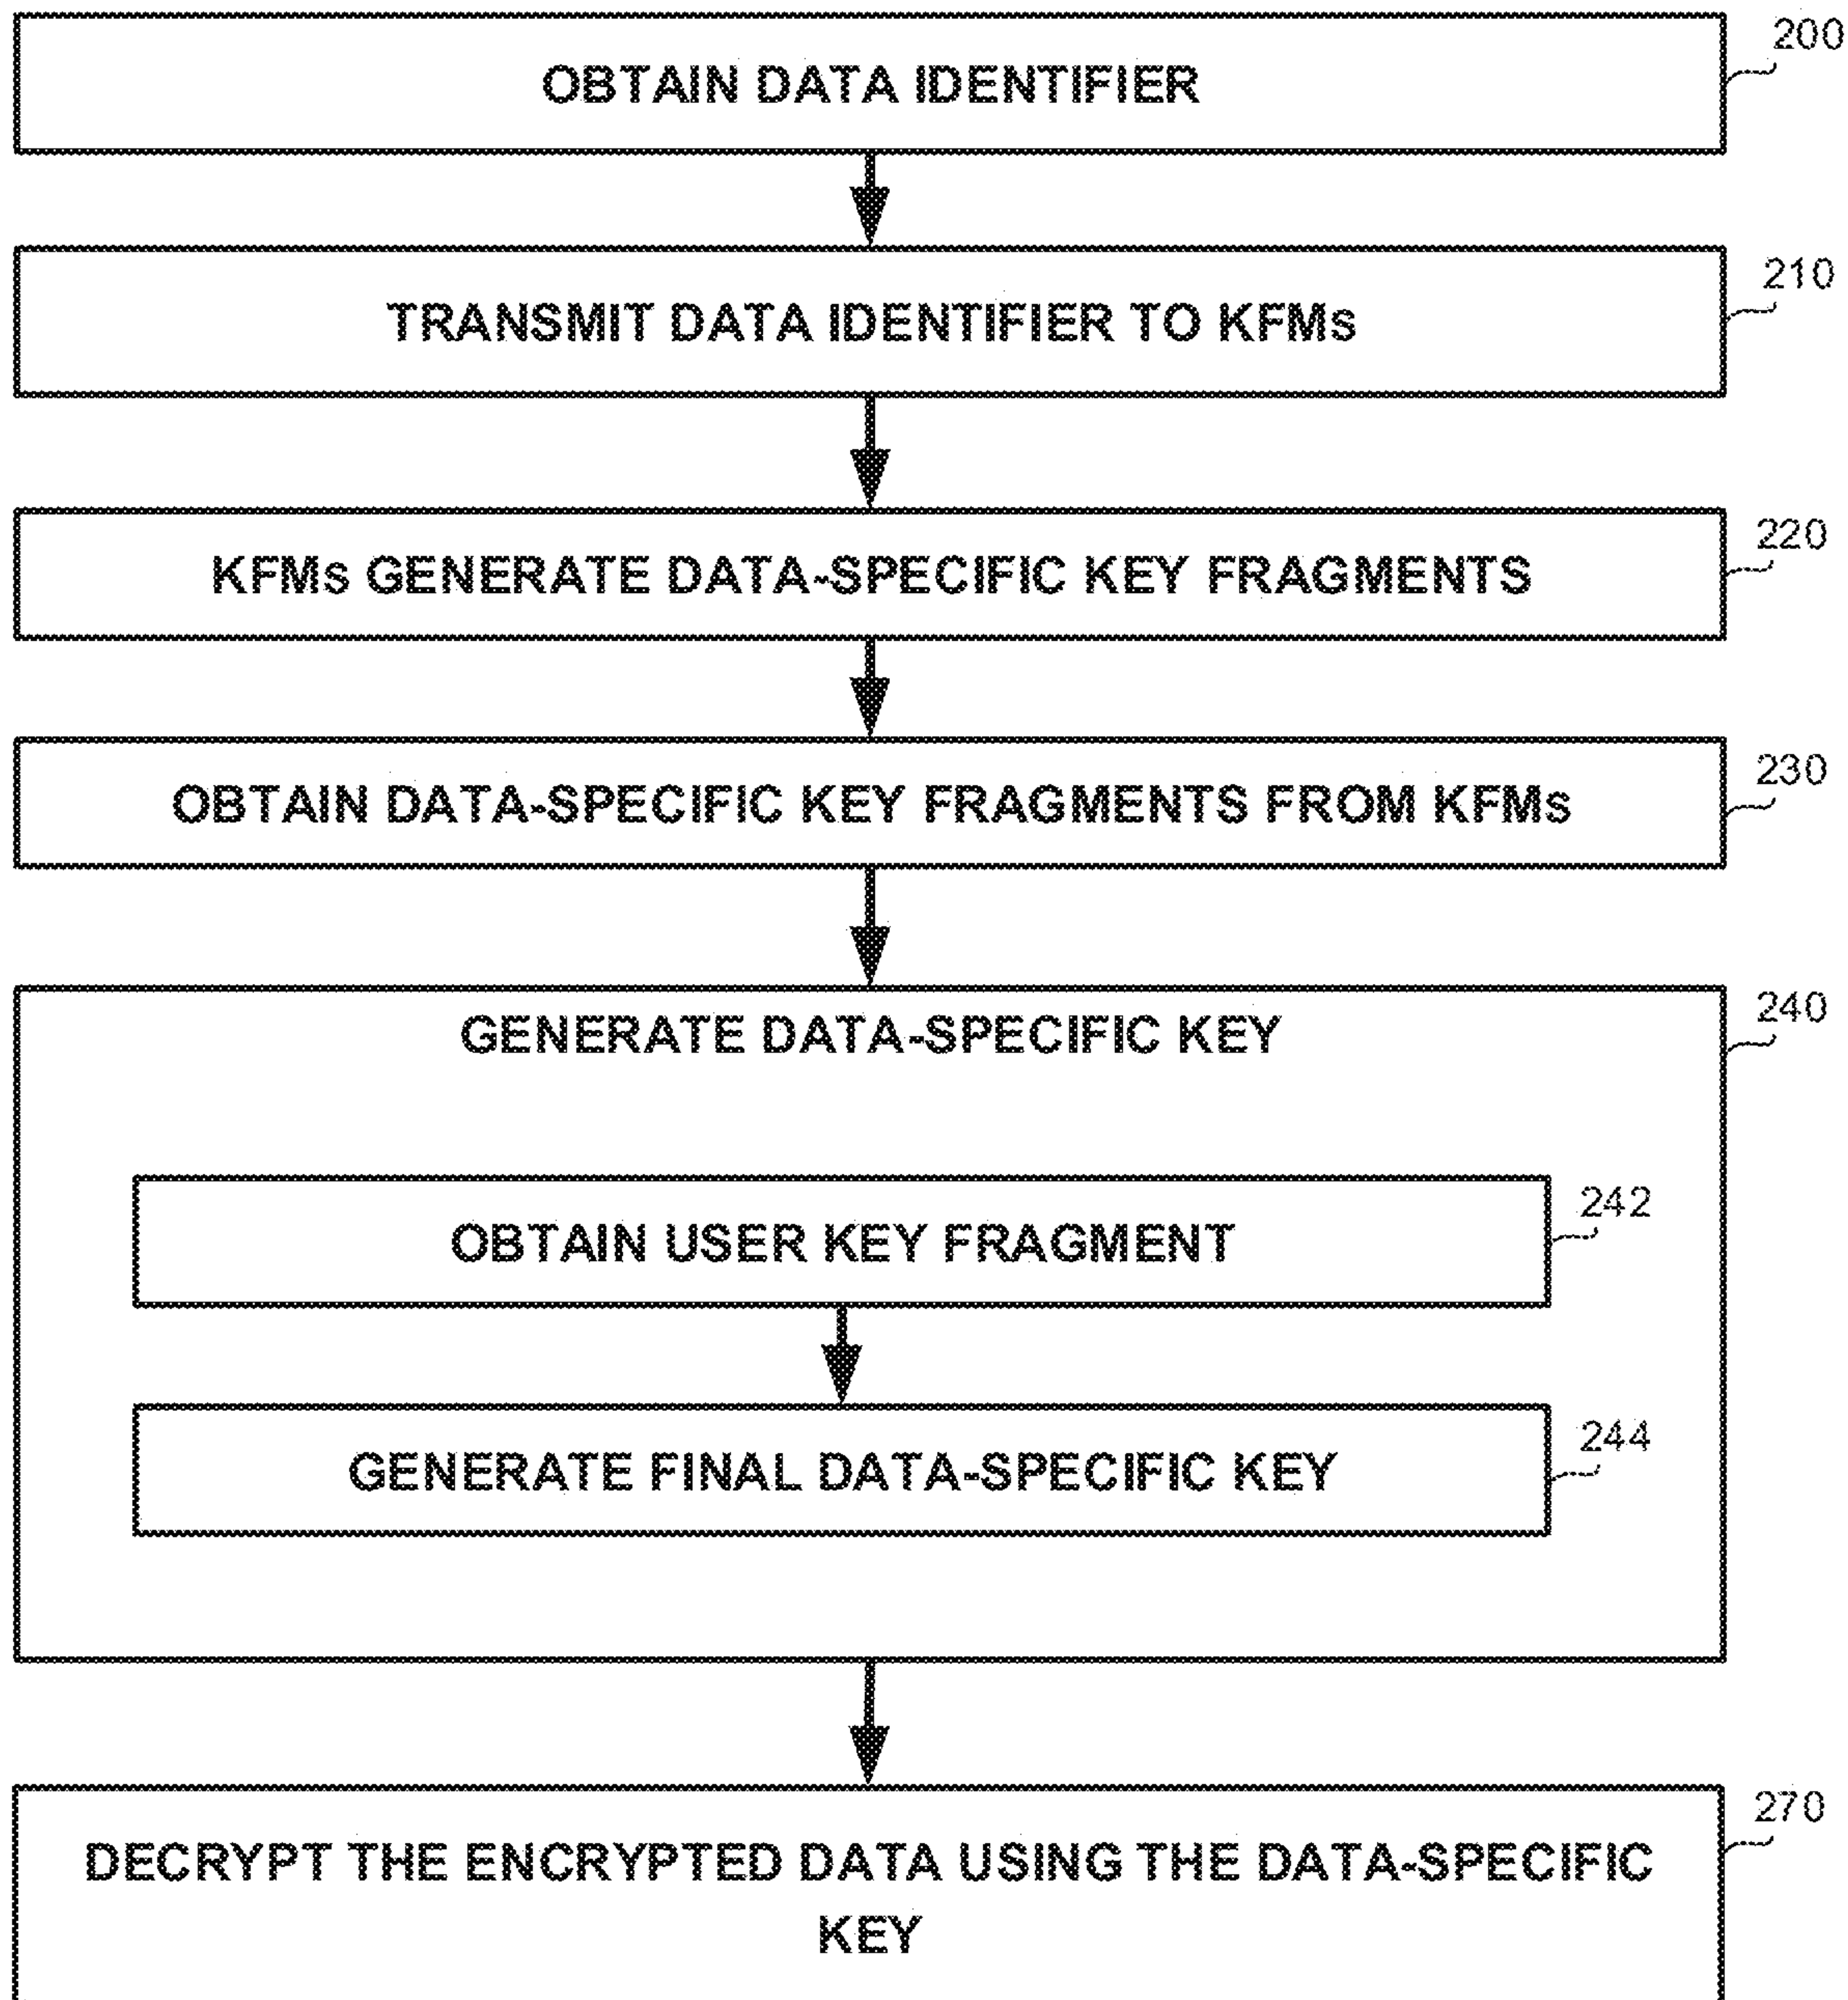 200
OBTAIN DATA IDENTIFIER
210
TRANSMIT DATA IDENTIFIER TO KFMs
220
KFMs GENERATE DATA-SPECIFIC KEY FRAGMENTS
230
OBTAIN DATA-SPECIFIC KEY FRAGMENTS FROM KFMs
240
GENERATE DATA-SPECIFIC KEY
242
OBTAIN USER KEY FRAGMENT
244
GENERATE FINAL DATA-SPECIFIC KEY
270
DECRYPT THE ENCRYPTED DATA USING THE DATA-SPECIFIC
KEY